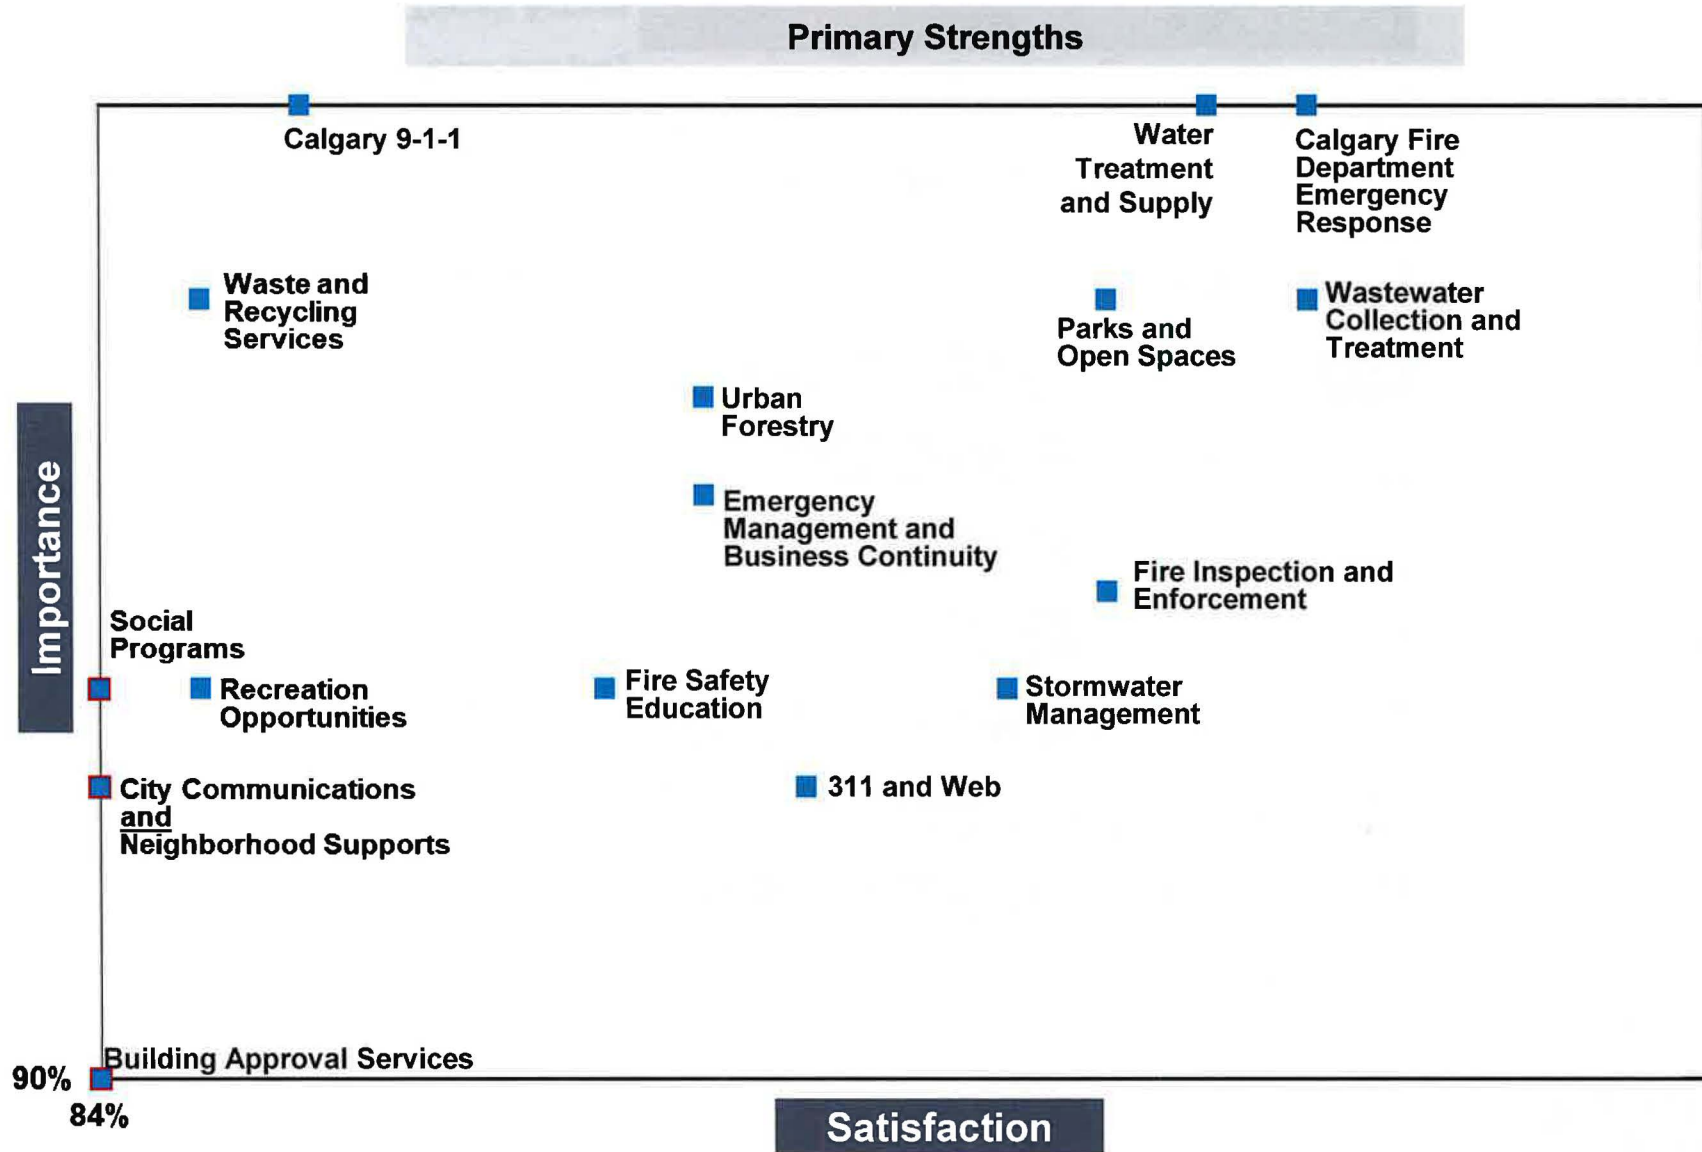 Primary Strengths
Calgary 9-1-1
Water
Treatment
and Supply
Calgary Fire
Department
Emergency
Response
Waste and
Recycling
Services
Parks and
Open Spaces
Wastewater
Collection and
Treatment
Urban
Forestry
Emergency
Management and
Business Continuity
Fire Inspection and
Enforcement
Importance
Social
Programs
Recreation
Opportunities
Fire Safety
Education
Stormwater
Management
City Communications
and
Neighborhood Supports
311 and Web
Building Approval Services
90%
84%
Satisfaction